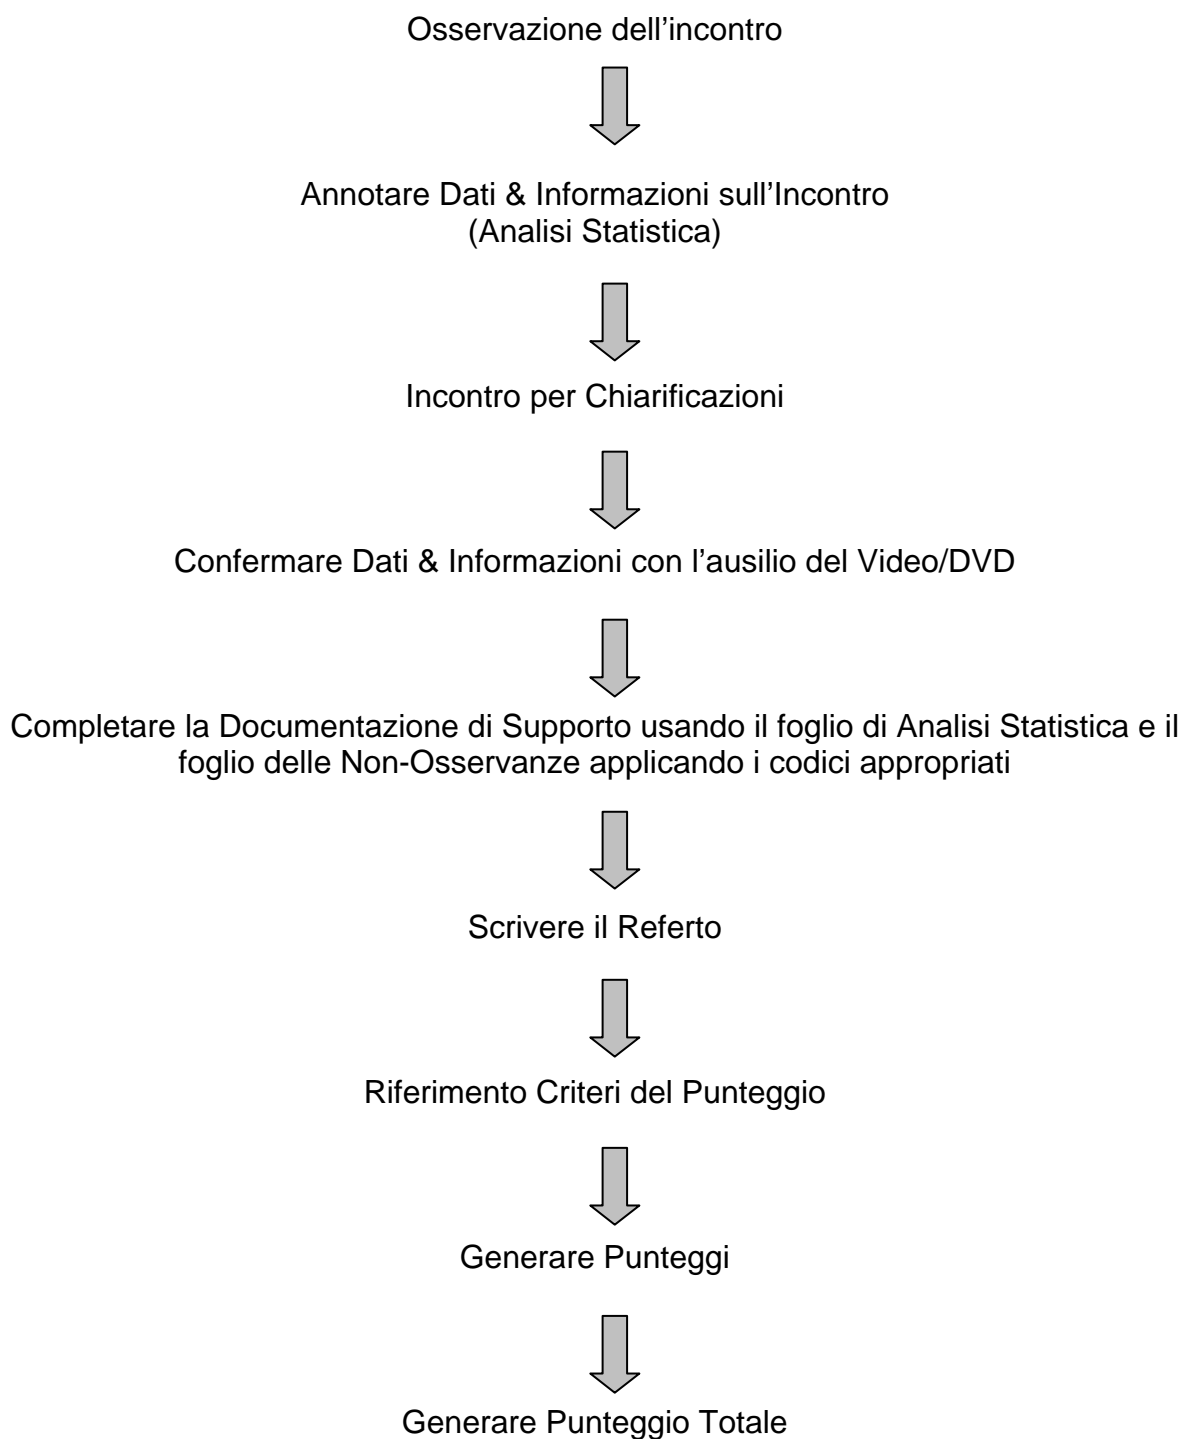 Osservazione dell’incontro
Annotare Dati & Informazioni sull’Incontro
(Analisi Statistica)
Incontro per Chiarificazioni
Confermare Dati & Informazioni con l’ausilio del Video/DVD
Completare la Documentazione di Supporto usando il foglio di Analisi Statistica e il
foglio delle Non-Osservanze applicando i codici appropriati
Scrivere il Referto
Riferimento Criteri del Punteggio
Generare Punteggi
Generare Punteggio Totale